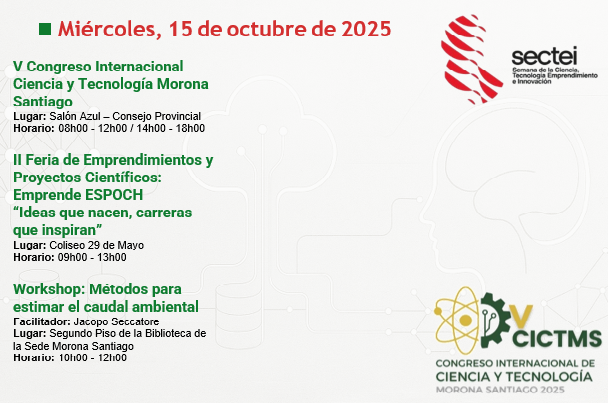 Miércoles, 15 de octubre de 2025
V Congreso Internacional
Ciencia y Tecnología Morona
Santiago
Lugar: Salón Azul – Consejo Provincial
Horario: 08h00 - 12h00 / 14h00 - 18h00
II Feria de Emprendimientos y
Proyectos Científicos:
Emprende ESPOCH
“Ideas que nacen, carreras
que inspiran”
Lugar: Coliseo 29 de Mayo
Horario: 09h00 - 13h00
Workshop: Métodos para
estimar el caudal ambiental
Facilitador: Jacopo Seccatore
Lugar: Segundo Piso de la Biblioteca de
la Sede Morona Santiago
Horario: 10h00 - 12h00
sectei
Semana de la Ciencia,
Tecnología Emprendimiento
e Innovación
V
CICTMS
CONGRESO INTERNACIONAL DE
CIENCIA Y TECNOLOGÍA
MORONA SANTIAGO 2025